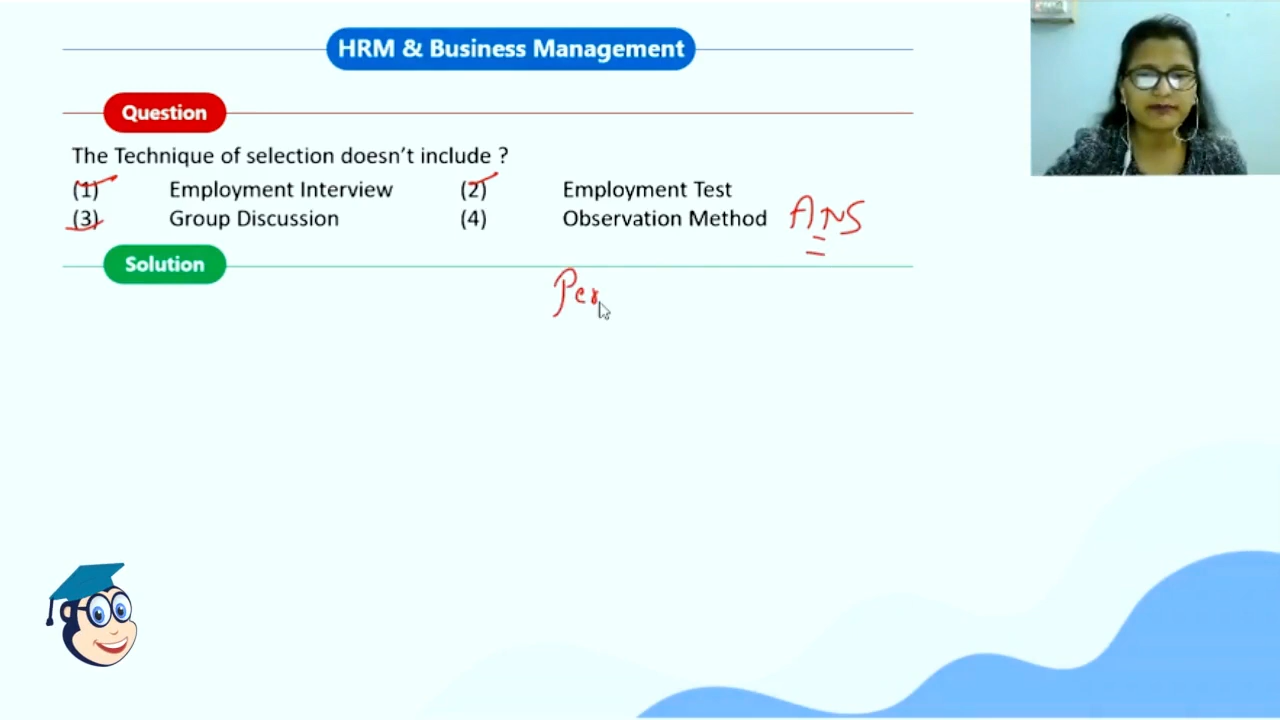 HRM & Business Management
Question
The Technique of selection doesn't include ?
(1) Employment Interview (2) Employment Test
(3) Group Discussion (4) Observation Method ANS
Solution
Per